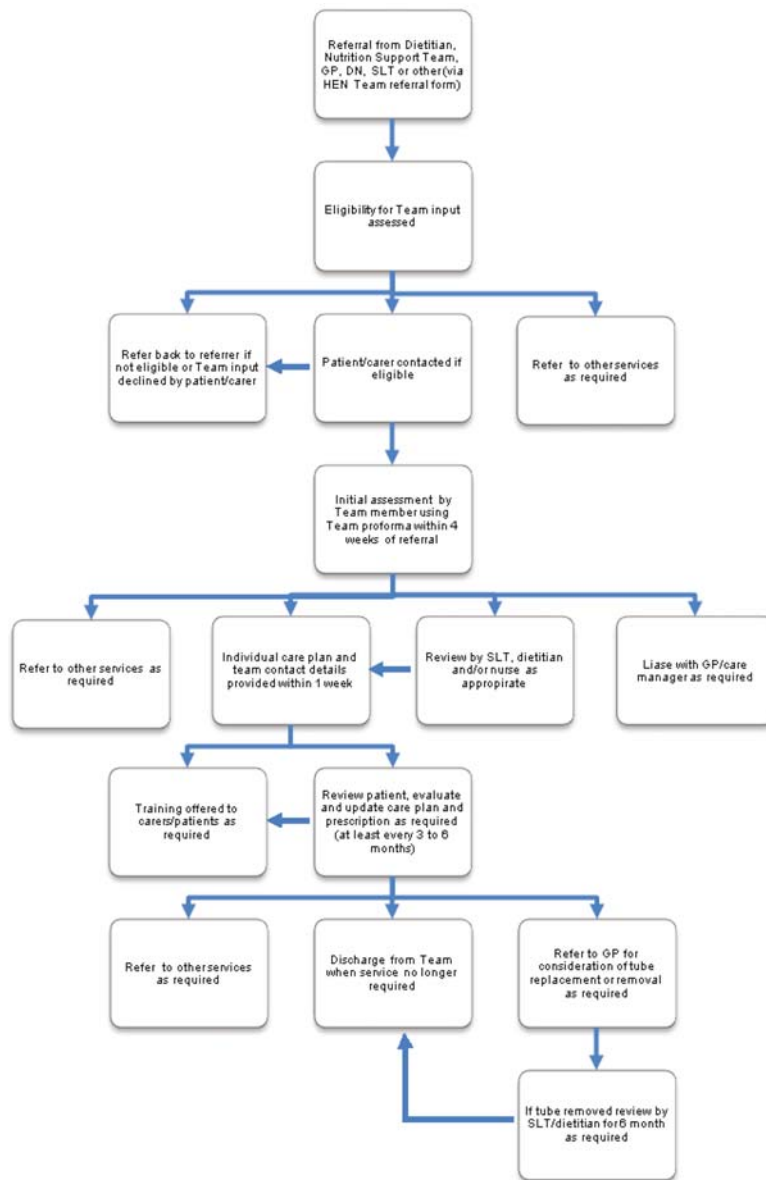 Referral from Dietitian,
Nutrition Support Team,
GP, DN, SLT or other(via
HEN Team referral form)
Eligibility for Team input
assessed
Refer back to referrer if
not eligible or Team input
declined by patient/carer
Patient/carer contacted if
eligible
Refer to other services
as required
Initial assessment by
Team member using
Team proforma within 4
weeks of referral
Refer to other services as
required
Individual care plan and
team contact details
provided within 1 week
Review by SLT, dietitian
and/or nurse as
appropirate
Liase with GP/care
manager as required
Training offered to
carers/patients as
required
Review patient, evaluate
and update care plan and
prescription as required
(at least every 3 to 6
months)
Refer to other services
as required
Discharge from Team
when service no longer
required
Refer to GP for
consideration of tube
replacement or removal
as required
If tube removed review by
SLT/dietitian for 6 month
as required